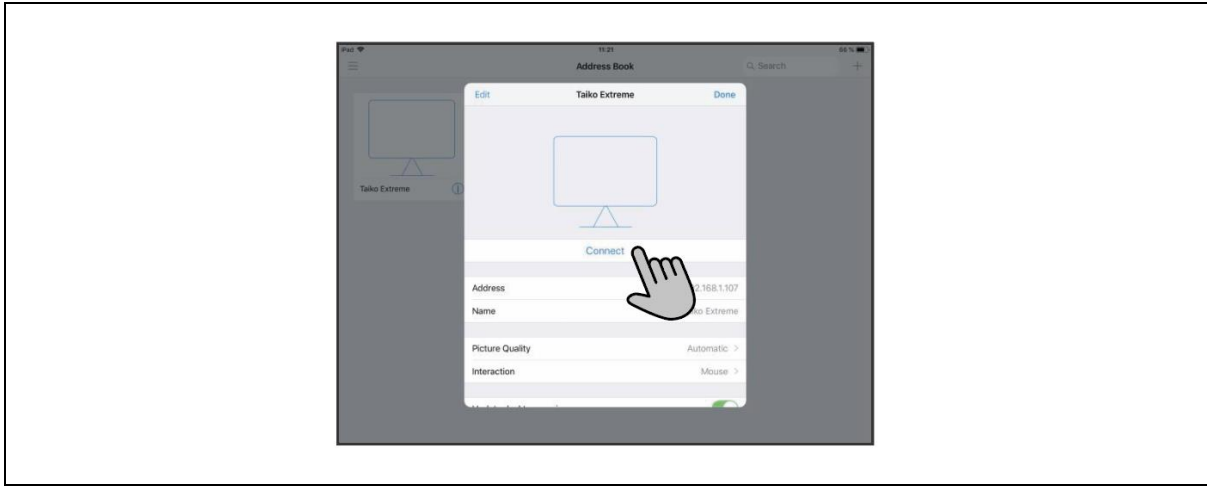 iPad 11:21 66 %
Address Book Search
Edit Taiko Extreme Done
Taiko Extreme
Connect
Address 2.168.1.107
Name Extreme
Picture Quality Automatic
Interaction Mouse